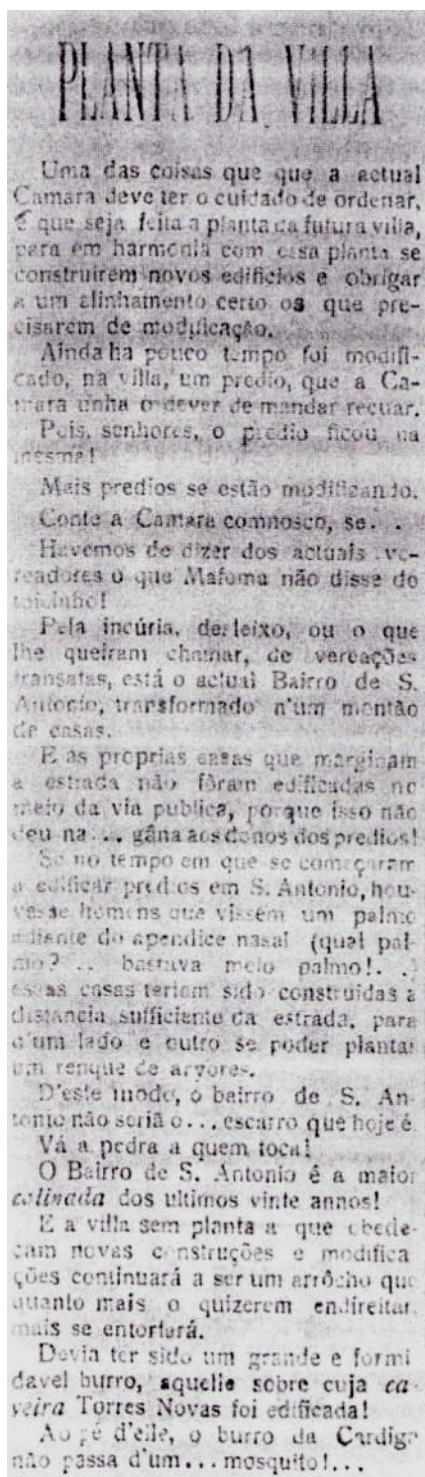 PLANTA DA VILLA
Uma das coisas que que a actual
Camara deve ter o cuidado de ordenar,
é que seja feita a planta da futura villa,
para em harmonia com essa planta se
construirem novos edificios e obrigar
a um alinhamento certo os que pre-
cisarem de modificação.
Ainda ha pouco tempo foi modifi-
cado, na villa, um predio, que a Ca-
mara tinha o dever de mandar recuar.
Pois, senhores, o predio ficou na
mesma!
Mais predios se estão modificando.
Conte a Camara comnosco, se...
Havemos de dizer dos actuais ve-
readores o que Mafoma não disse do
toicinho!
Pela incúria, desleixo, ou o que
lhe queiram chamar, de vereações
transatas, está o actual Bairro de S.
Antonio, transformado n'um montão
de casas.
E as proprias casas que marginam
a estrada não fôram edificadas no
meio da via publica, porque isso não
deu na... gâna aos donos dos predios!
Se no tempo em que se começaram
a edificar predios em S. Antonio, hou-
vesse homens que vissem um palmo
adiante do apendice nasal (qual pal-
mo?.. bastava meio palmo!..)
essas casas teriam sido construidas a
distancia sufficiente da estrada, para
d'um lado e outro se poder plantar
um renque de arvores.
D'este modo, o bairro de S. An-
tonio não seriã o... escarro que hoje é.
Vá a pedra a quem toca!
O Bairro de S. Antonio é a maior
colinada dos ultimos vinte annos!
E a villa sem planta a que obede-
çam novas construções e modifica
ções continuará a ser um arrôcho que
quanto mais o quizerem endireitar,
mais se entortará.
Devia ter sido um grande e formi
davel burro, aquelle sobre cuja ca-
veira Torres Novas foi edificada!
Ao pé d'elle, o burro da Cardiga
não passa d'um... mosquito!...